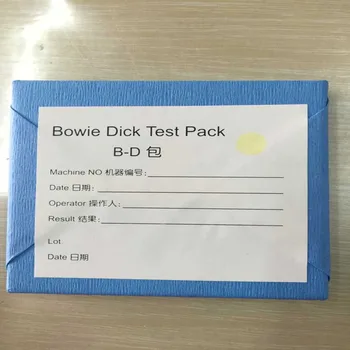 Bowie Dick Test Pack
B-D 包
Machine NO 机器编号:
Date 日期:
Operator 操作人:
Result 结果:
Lot
Date 日期